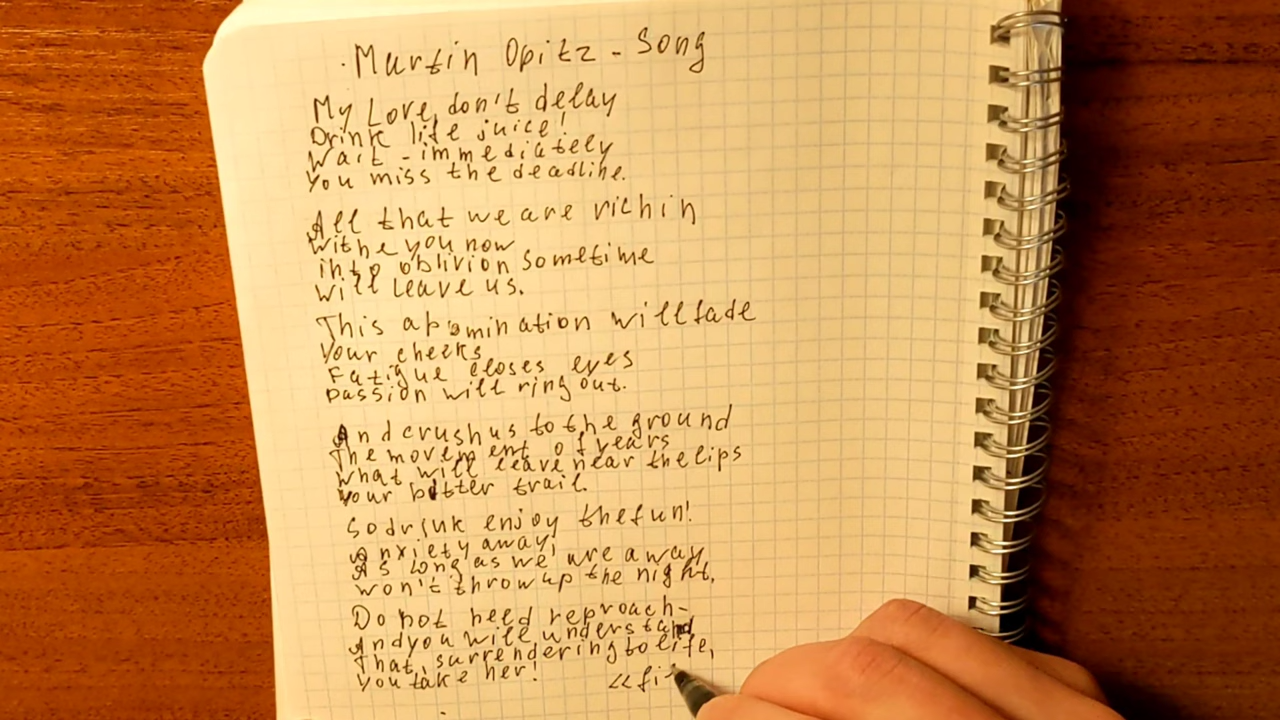 Martin Opitz - Song
My Love, don't delay
Drink life juice!
Wait - immediately
You miss the deadline.
All that we are richin
withe you now
into oblivion sometime
will leave us.
This abomination will fade
Your cheeks
Fatigue closes eyes
passion will ring out.
And crush us to the ground
The movement of years
what will leave near the lips
Your bitter trail.
So drink enjoy the fun!
Anxiety away!
As long as we are away
won't throw up the night,
Do not need reproach-
And you will understand
That, surrendering to life,
You take her!